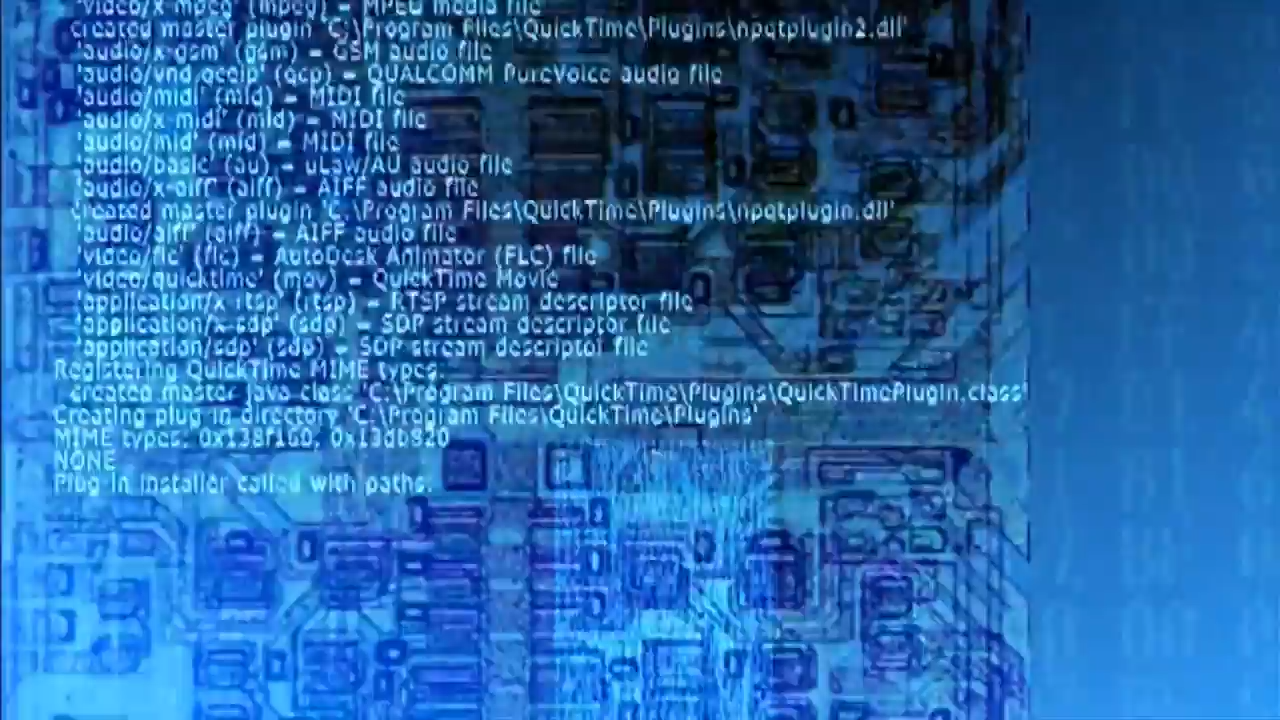 'video/x-mpeg' (mpeg) - MPEG media file
created master plugin 'C:\Program Files\QuickTime\Plugins\npqtplugin2.dll'
'audio/x-gsm' (gsm) - GSM audio file
'audio/vnd.qcelp' (qcp) - QUALCOMM PureVoice audio file
'audio/midi' (mid) - MIDI file
'audio/x-midi' (mid) - MIDI file
'audio/mid' (mid) - MIDI file
'audio/basic' (au) - uLaw/AU audio file
'audio/x-aiff' (aiff) - AIFF audio file
created master plugin 'C:\Program Files\QuickTime\Plugins\npqtplugin.dll'
'audio/aiff' (aiff) - AIFF audio file
'video/flc' (flc) - AutoDesk Animator (FLC) file
'video/quicktime' (mov) - QuickTime Movie
'application/x-rtsp' (rtsp) - RTSP stream descriptor file
'application/x-sdp' (sdp) - SDP stream descriptor file
'application/sdp' (sdp) - SDP stream descriptor file
Registering QuickTime MIME types:
created master java class 'C:\Program Files\QuickTime\Plugins\QuickTimePlugin.class'
Creating plug-in directory 'C:\Program Files\QuickTime\Plugins'
MIME types: 0x138f160, 0x13db920
NONE
Plug-in installer called with paths: